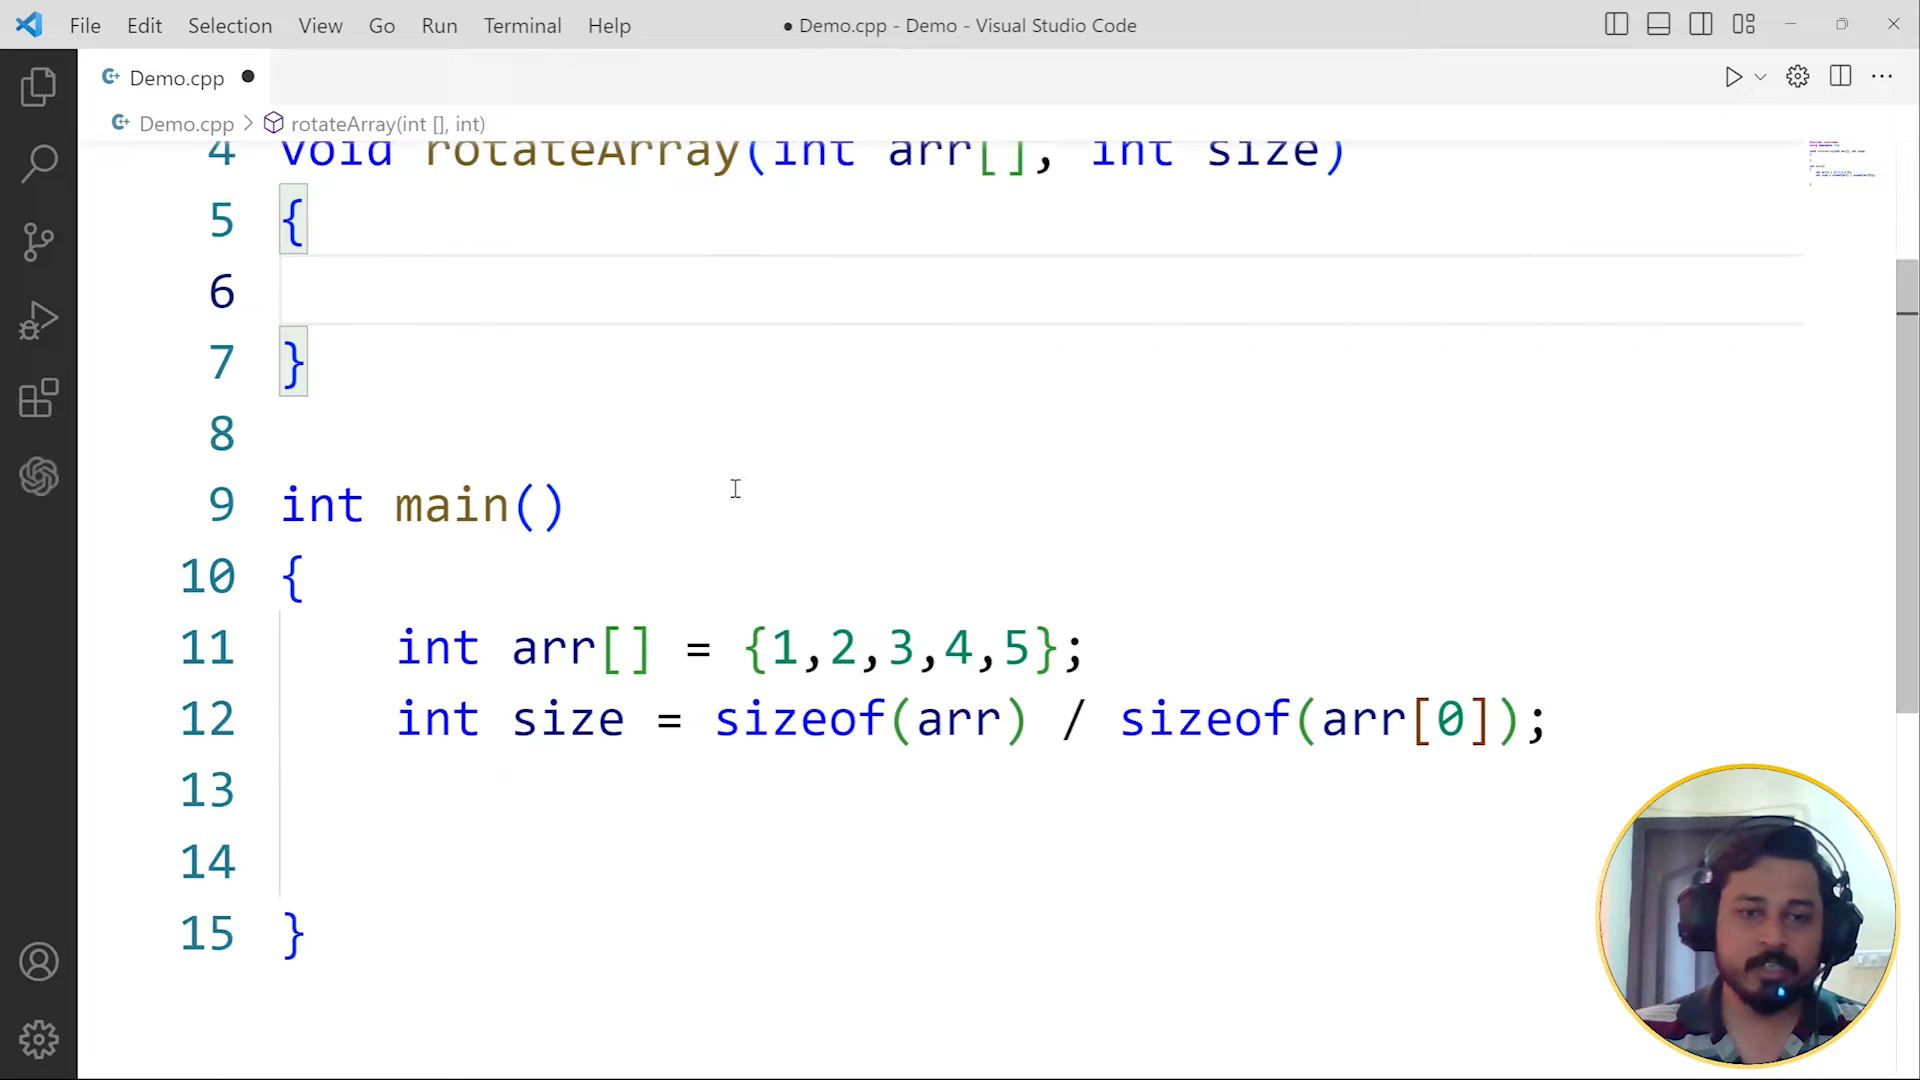 File Edit Selection View Go Run Terminal Help ● Demo.cpp - Demo - Visual Studio Code
Demo.cpp ●
Demo.cpp > rotateArray(int [], int)
4 void rotateArray(int arr[], int size)
5 {
6
7 }
8
9 int main()
10 {
11 int arr[] = {1,2,3,4,5};
12 int size = sizeof(arr) / sizeof(arr[0]);
13
14
15 }